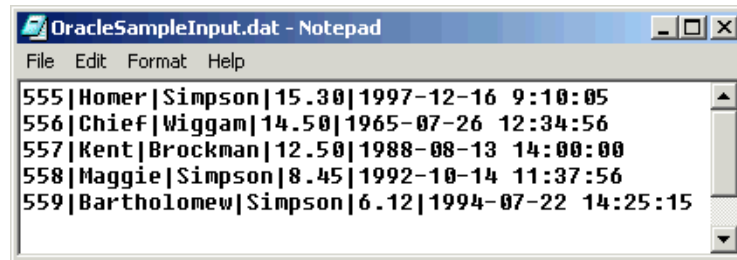 OracleSampleInput.dat - Notepad
File Edit Format Help
555|Homer|Simpson|15.30|1997-12-16 9:10:05
556|Chief|Wiggam|14.50|1965-07-26 12:34:56
557|Kent|Brockman|12.50|1988-08-13 14:00:00
558|Maggie|Simpson|8.45|1992-10-14 11:37:56
559|Bartholomew|Simpson|6.12|1994-07-22 14:25:15